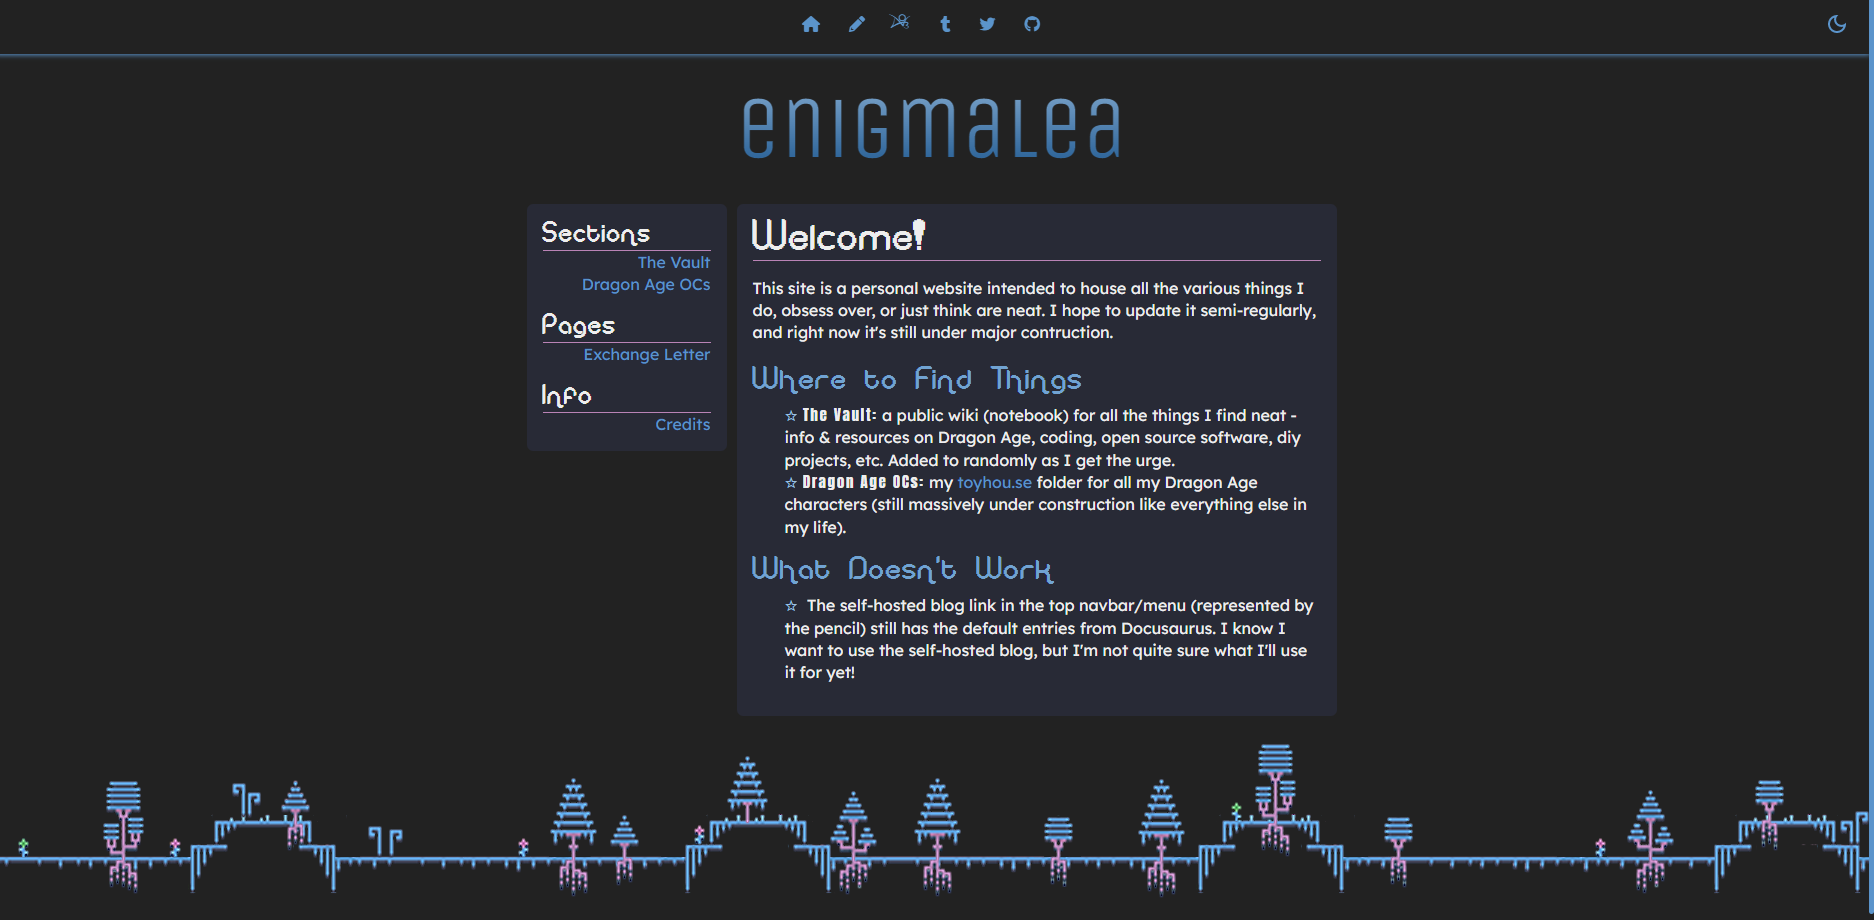 enigmalea
Sections
The Vault
Dragon Age OCs
Pages
Exchange Letter
Info
Credits
Welcome!
This site is a personal website intended to house all the various things I
do, obsess over, or just think are neat. I hope to update it semi-regularly,
and right now it's still under major contruction.
Where to Find Things
☆ The Vault: a public wiki (notebook) for all the things I find neat -
info & resources on Dragon Age, coding, open source software, diy
projects, etc. Added to randomly as I get the urge.
☆ Dragon Age OCs: my toyhou.se folder for all my Dragon Age
characters (still massively under construction like everything else in
my life).
What Doesn't Work
☆ The self-hosted blog link in the top navbar/menu (represented by
the pencil) still has the default entries from Docusaurus. I know I
want to use the self-hosted blog, but I'm not quite sure what I'll use
it for yet!